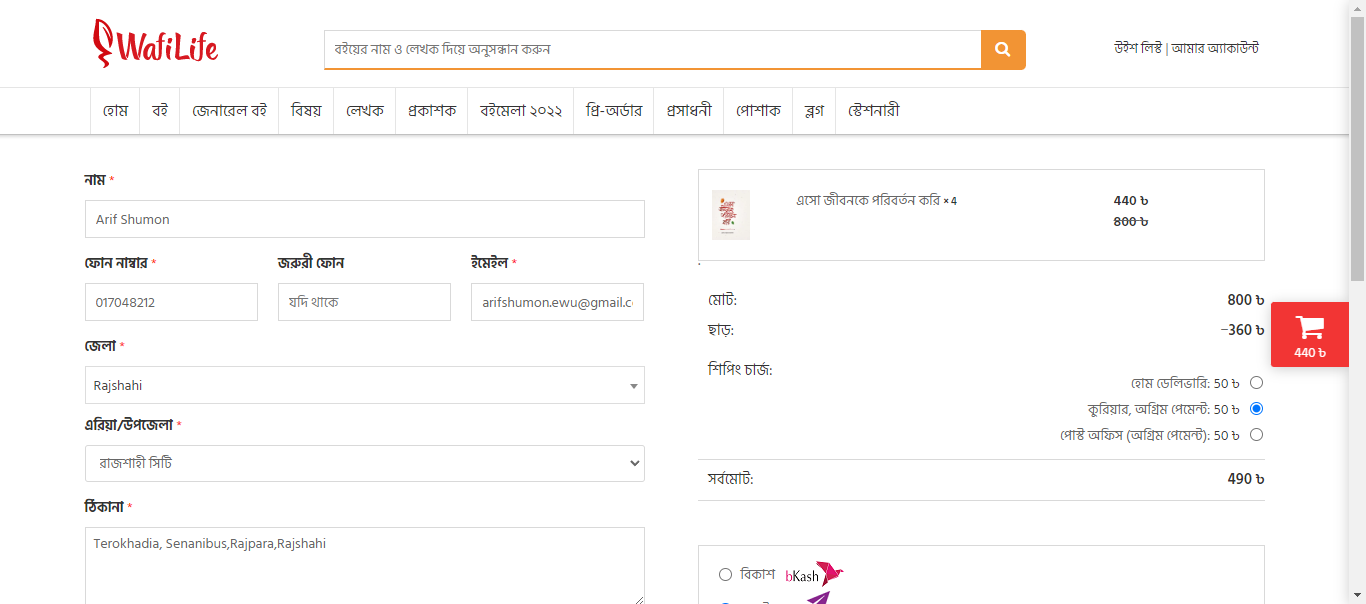 WafiLife
বইয়ের নাম ও লেখক দিয়ে অনুসন্ধান করুন
উইশ লিস্ট | আমার অ্যাকাউন্ট
হোম বই জেনারেল বই বিষয় লেখক প্রকাশক বইমেলা ২০২২ প্রি-অর্ডার প্রসাধনী পোশাক ব্লগ স্টেশনারী
নাম *
Arif Shumon
ফোন নাম্বার * জরুরী ফোন ইমেইল *
017048212 যদি থাকে arifshumon.ewu@gmail.c
জেলা *
Rajshahi
এরিয়া/উপজেলা *
রাজশাহী সিটি
ঠিকানা *
Terokhadia, Senanibus,Rajpara,Rajshahi
এসো জীবনকে পরিবর্তন করি × 4 440 ৳
800 ৳
মোট: 800 ৳
ছাড়: -360 ৳
শিপিং চার্জ:
হোম ডেলিভারি: 50 ৳
কুরিয়ার, অগ্রিম পেমেন্ট: 50 ৳
পোস্ট অফিস (অগ্রিম পেমেন্ট): 50 ৳
সর্বমোট: 490 ৳
বিকাশ bKash
440 ৳